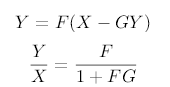 Y = F(X − GY)
Y/X = F/(1 + FG)